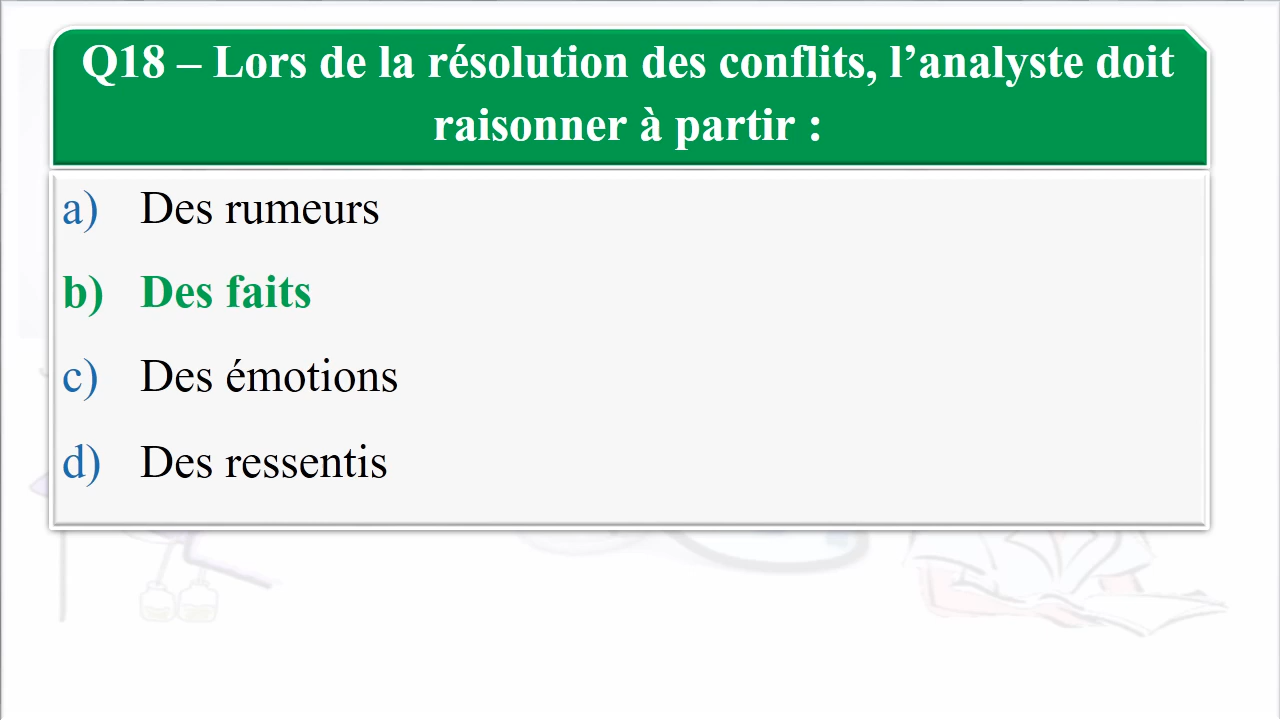 Q18 – Lors de la résolution des conflits, l’analyste doit
raisonner à partir :
a) Des rumeurs
b) Des faits
c) Des émotions
d) Des ressentis